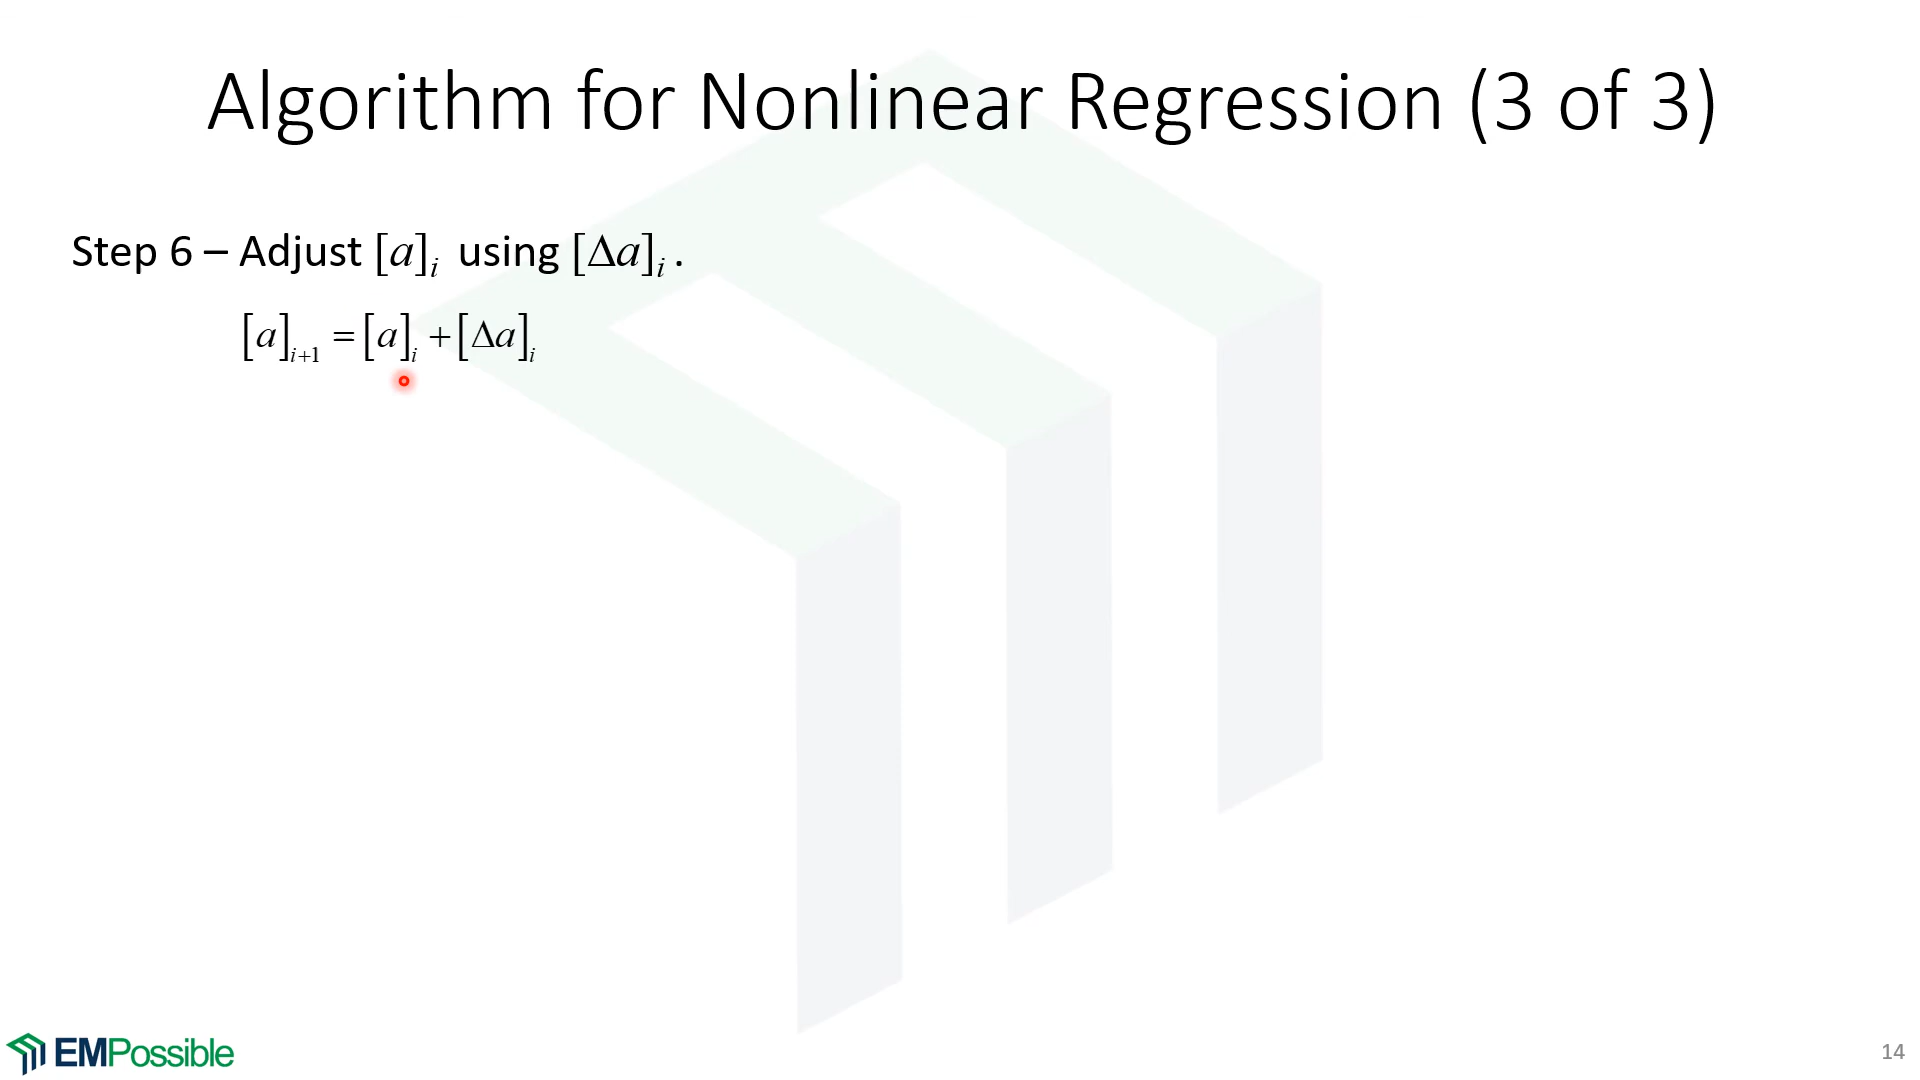 Algorithm for Nonlinear Regression (3 of 3)
Step 6 – Adjust [a]ᵢ using [Δa]ᵢ.
[a]ᵢ₊₁ = [a]ᵢ + [Δa]ᵢ
EMPossible
14